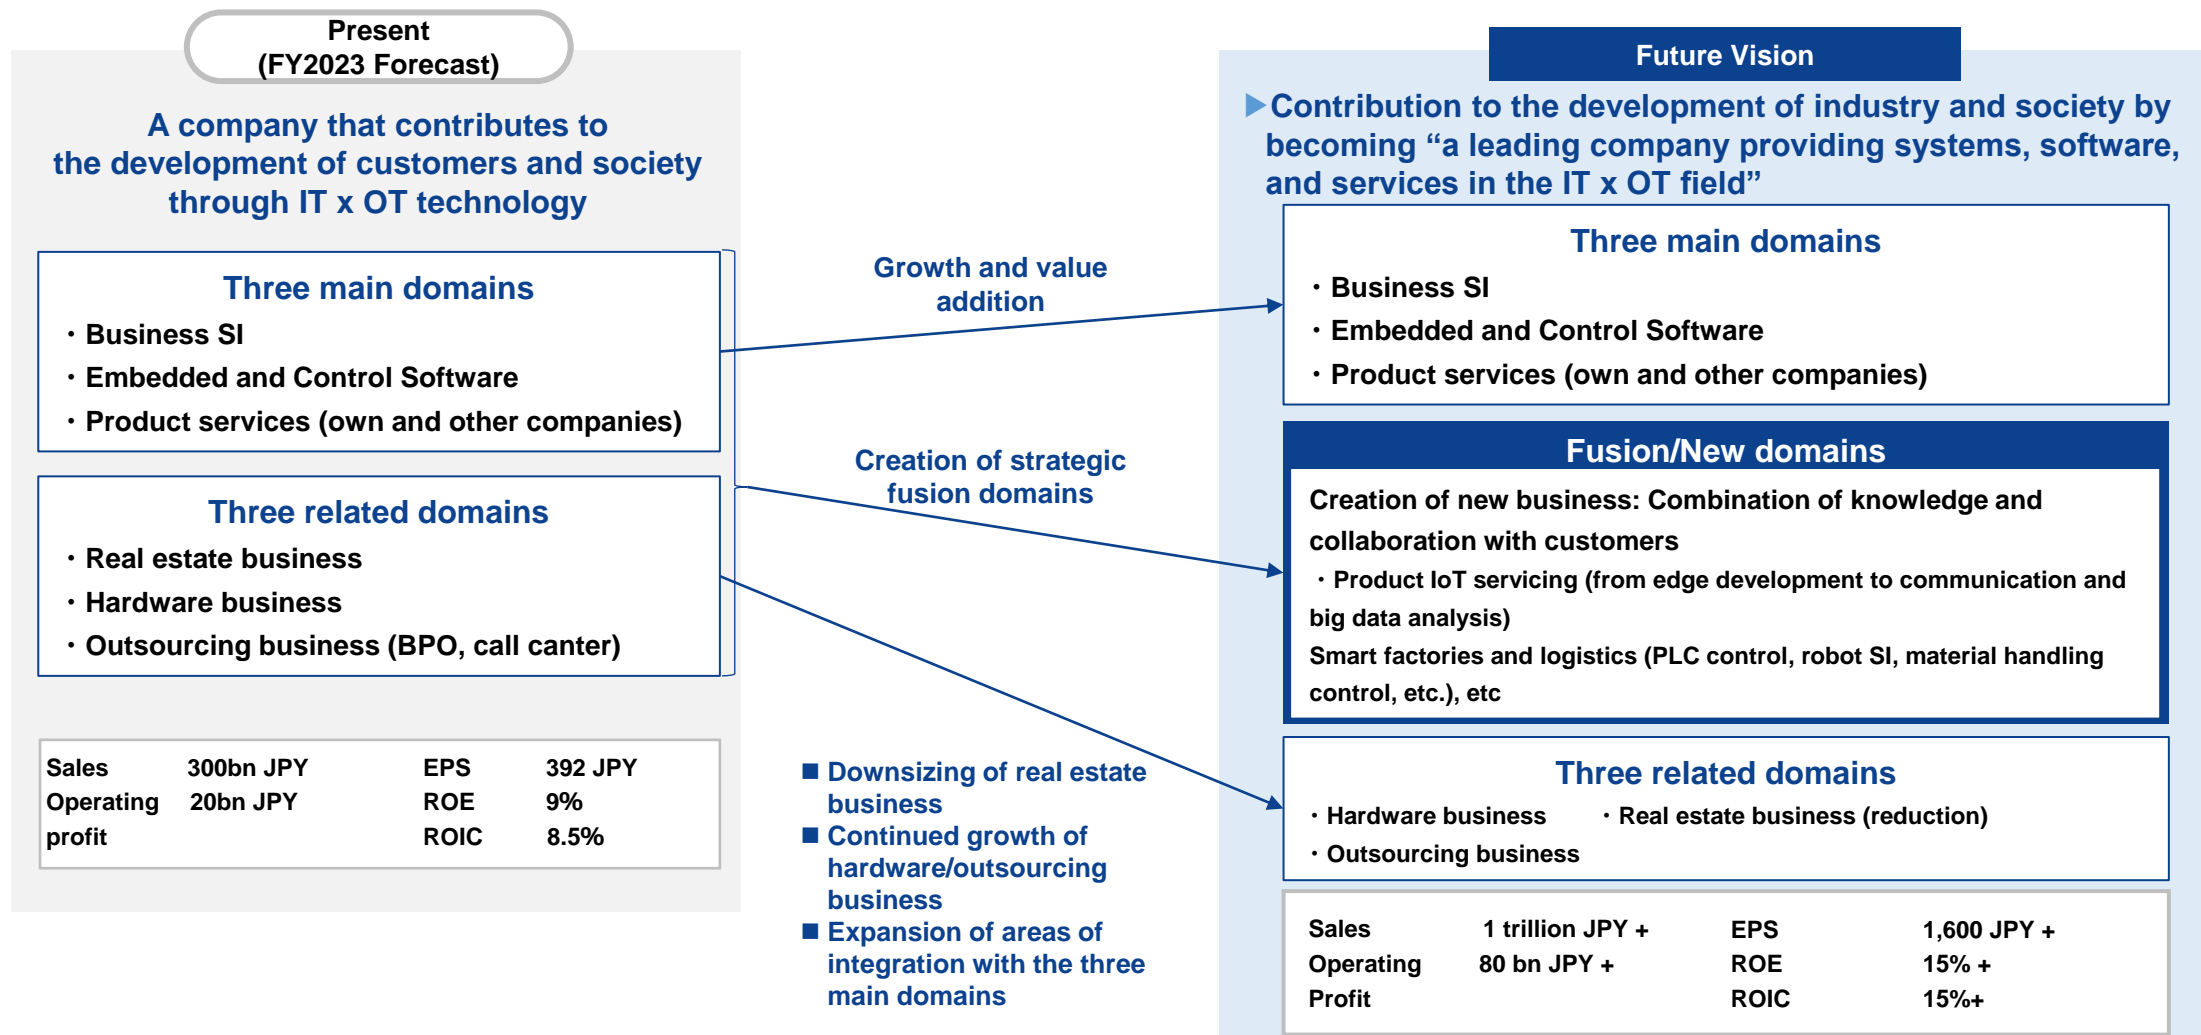 Present
(FY2023 Forecast)
A company that contributes to
the development of customers and society
through IT x OT technology
Three main domains
・Business SI
・Embedded and Control Software
・Product services (own and other companies)
Three related domains
・Real estate business
・Hardware business
・Outsourcing business (BPO, call canter)
Sales 300bn JPY EPS 392 JPY
Operating 20bn JPY ROE 9%
profit ROIC 8.5%
Growth and value
addition
Creation of strategic
fusion domains
■ Downsizing of real estate
business
■ Continued growth of
hardware/outsourcing
business
■ Expansion of areas of
integration with the three
main domains
Future Vision
▶Contribution to the development of industry and society by
becoming “a leading company providing systems, software,
and services in the IT x OT field”
Three main domains
・Business SI
・Embedded and Control Software
・Product services (own and other companies)
Fusion/New domains
Creation of new business: Combination of knowledge and
collaboration with customers
・Product IoT servicing (from edge development to communication and
big data analysis)
Smart factories and logistics (PLC control, robot SI, material handling
control, etc.), etc
Three related domains
・Hardware business ・Real estate business (reduction)
・Outsourcing business
Sales 1 trillion JPY + EPS 1,600 JPY +
Operating 80 bn JPY + ROE 15% +
Profit ROIC 15%+